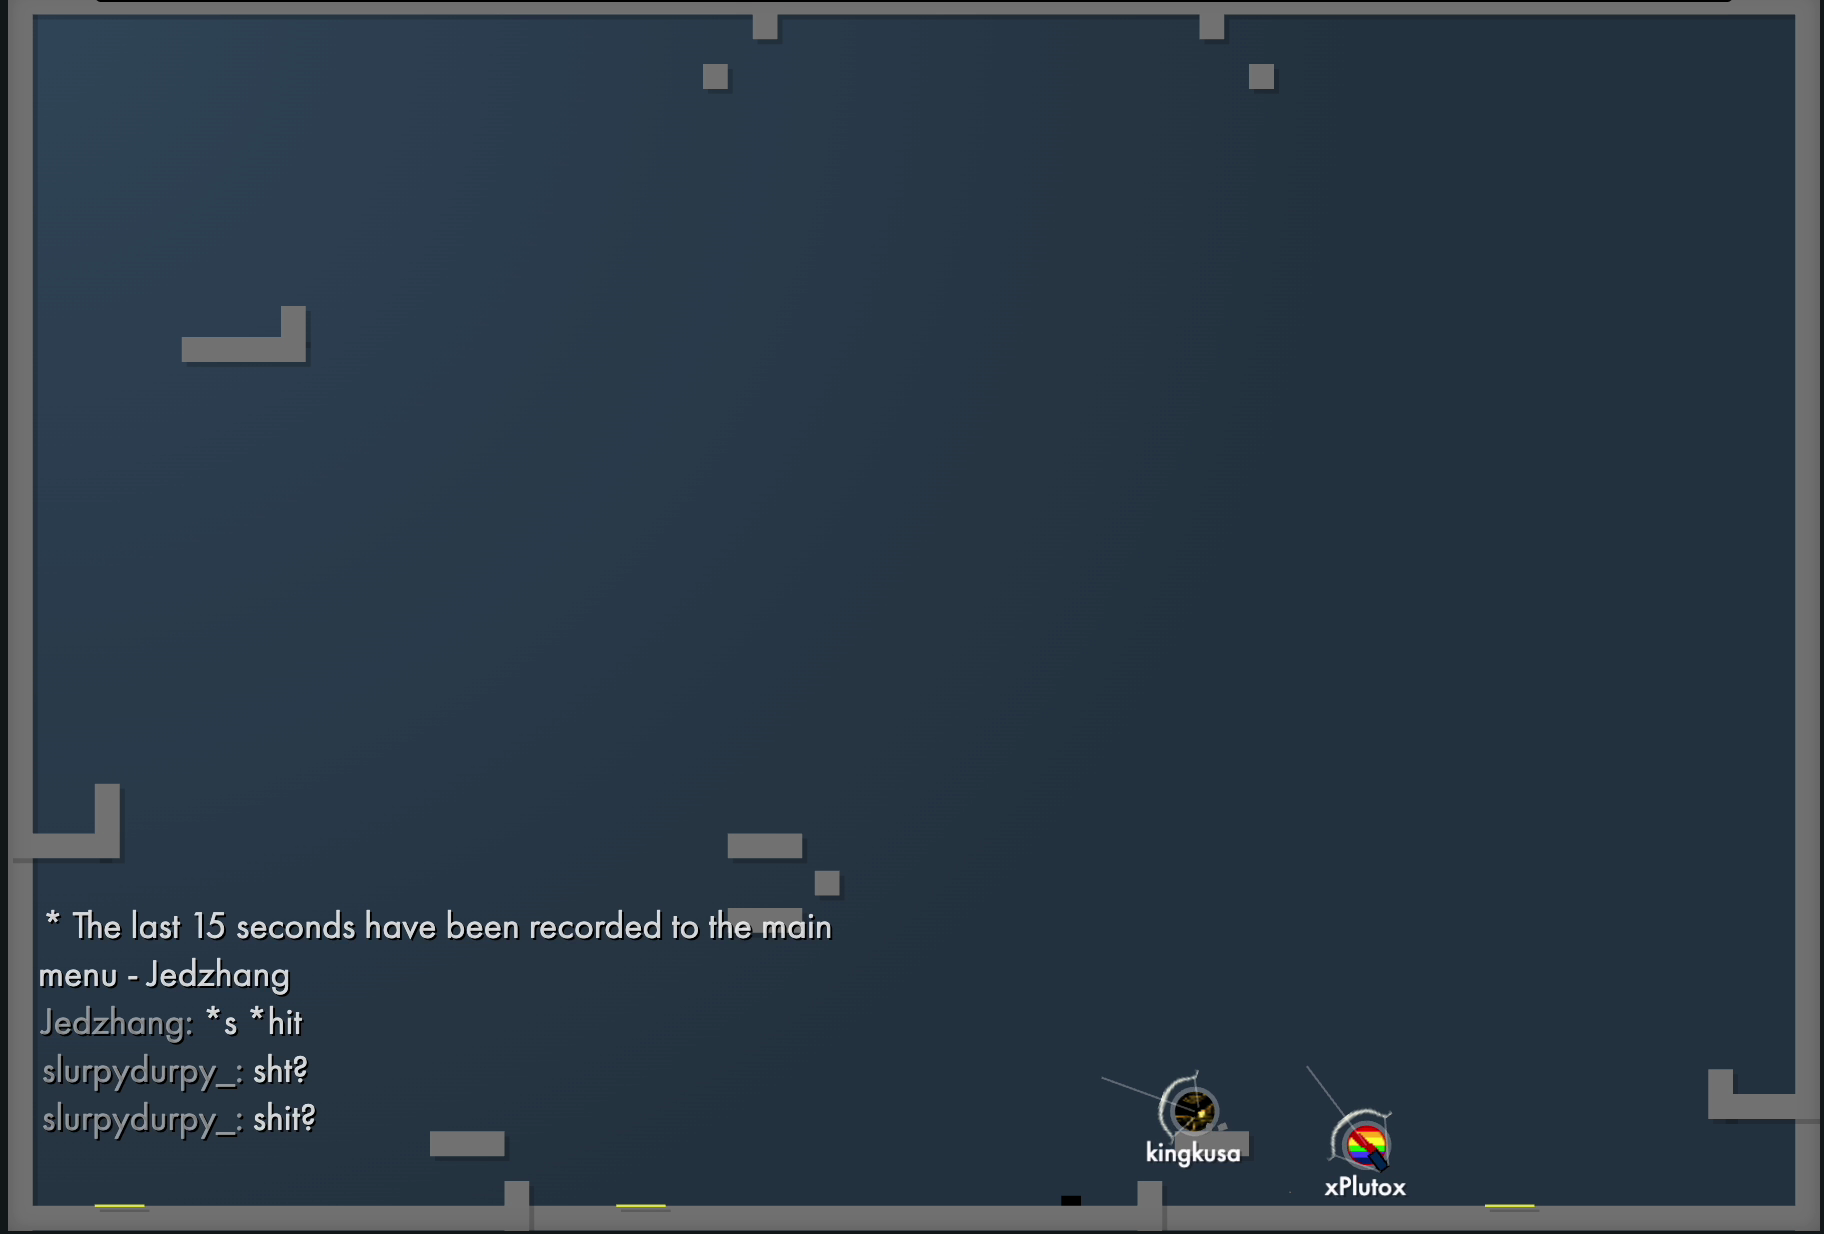 * The last 15 seconds have been recorded to the main
menu - Jedzhang
Jedzhang: *s *hit
slurpydurpy_: sht?
slurpydurpy_: shit?
kingkusa
xPlutox